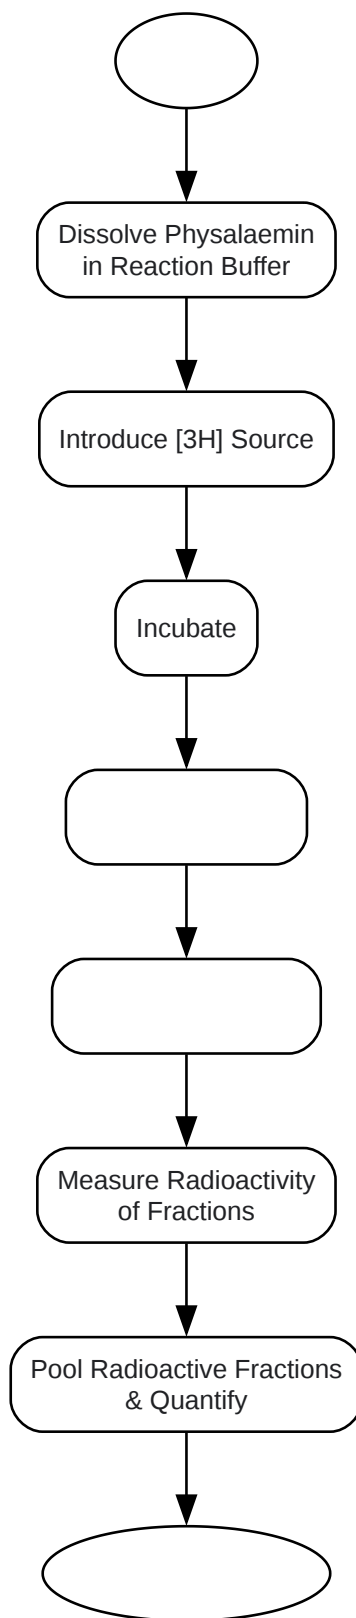 Dissolve Physalaemin
in Reaction Buffer
Introduce [3H] Source
Incubate
Measure Radioactivity
of Fractions
Pool Radioactive Fractions
& Quantify